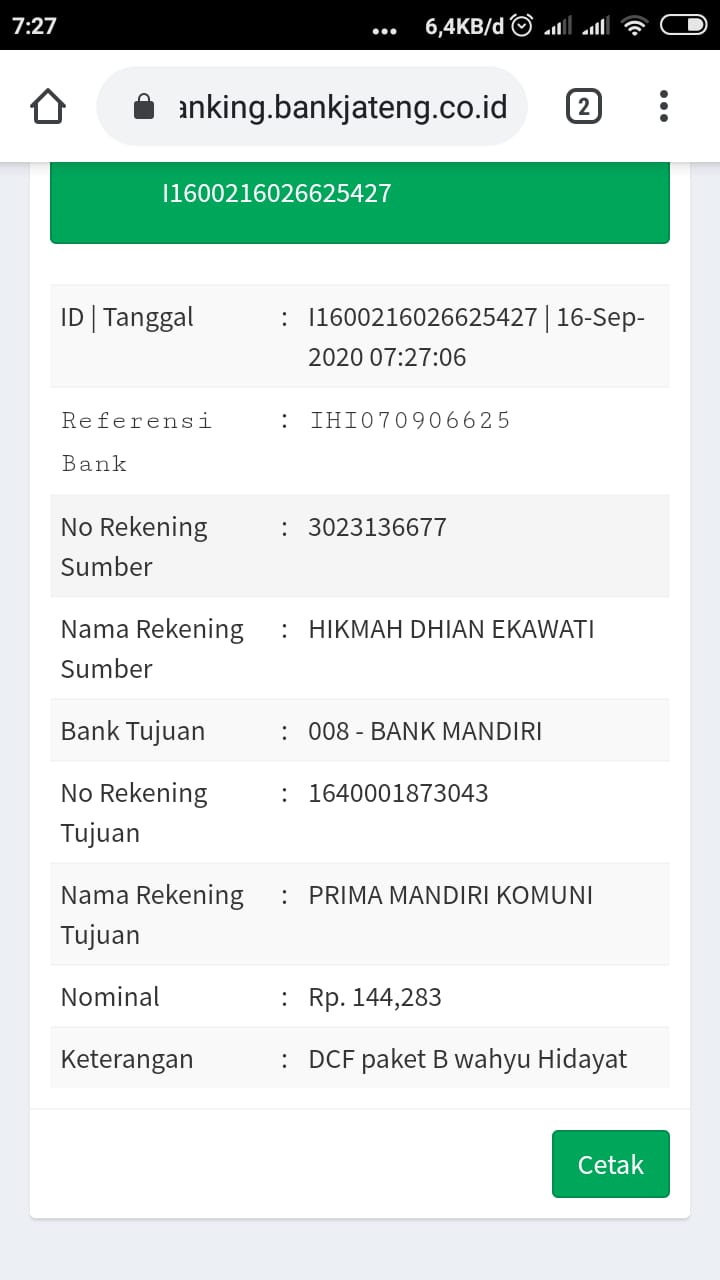 7:27
... 6,4KB/d
anking.bankjateng.co.id
2
I1600216026625427
ID | Tanggal : I1600216026625427 | 16-Sep-
2020 07:27:06
Referensi : IHI070906625
Bank
No Rekening : 3023136677
Sumber
Nama Rekening : HIKMAH DHIAN EKAWATI
Sumber
Bank Tujuan : 008 - BANK MANDIRI
No Rekening : 1640001873043
Tujuan
Nama Rekening : PRIMA MANDIRI KOMUNI
Tujuan
Nominal : Rp. 144,283
Keterangan : DCF paket B wahyu Hidayat
Cetak